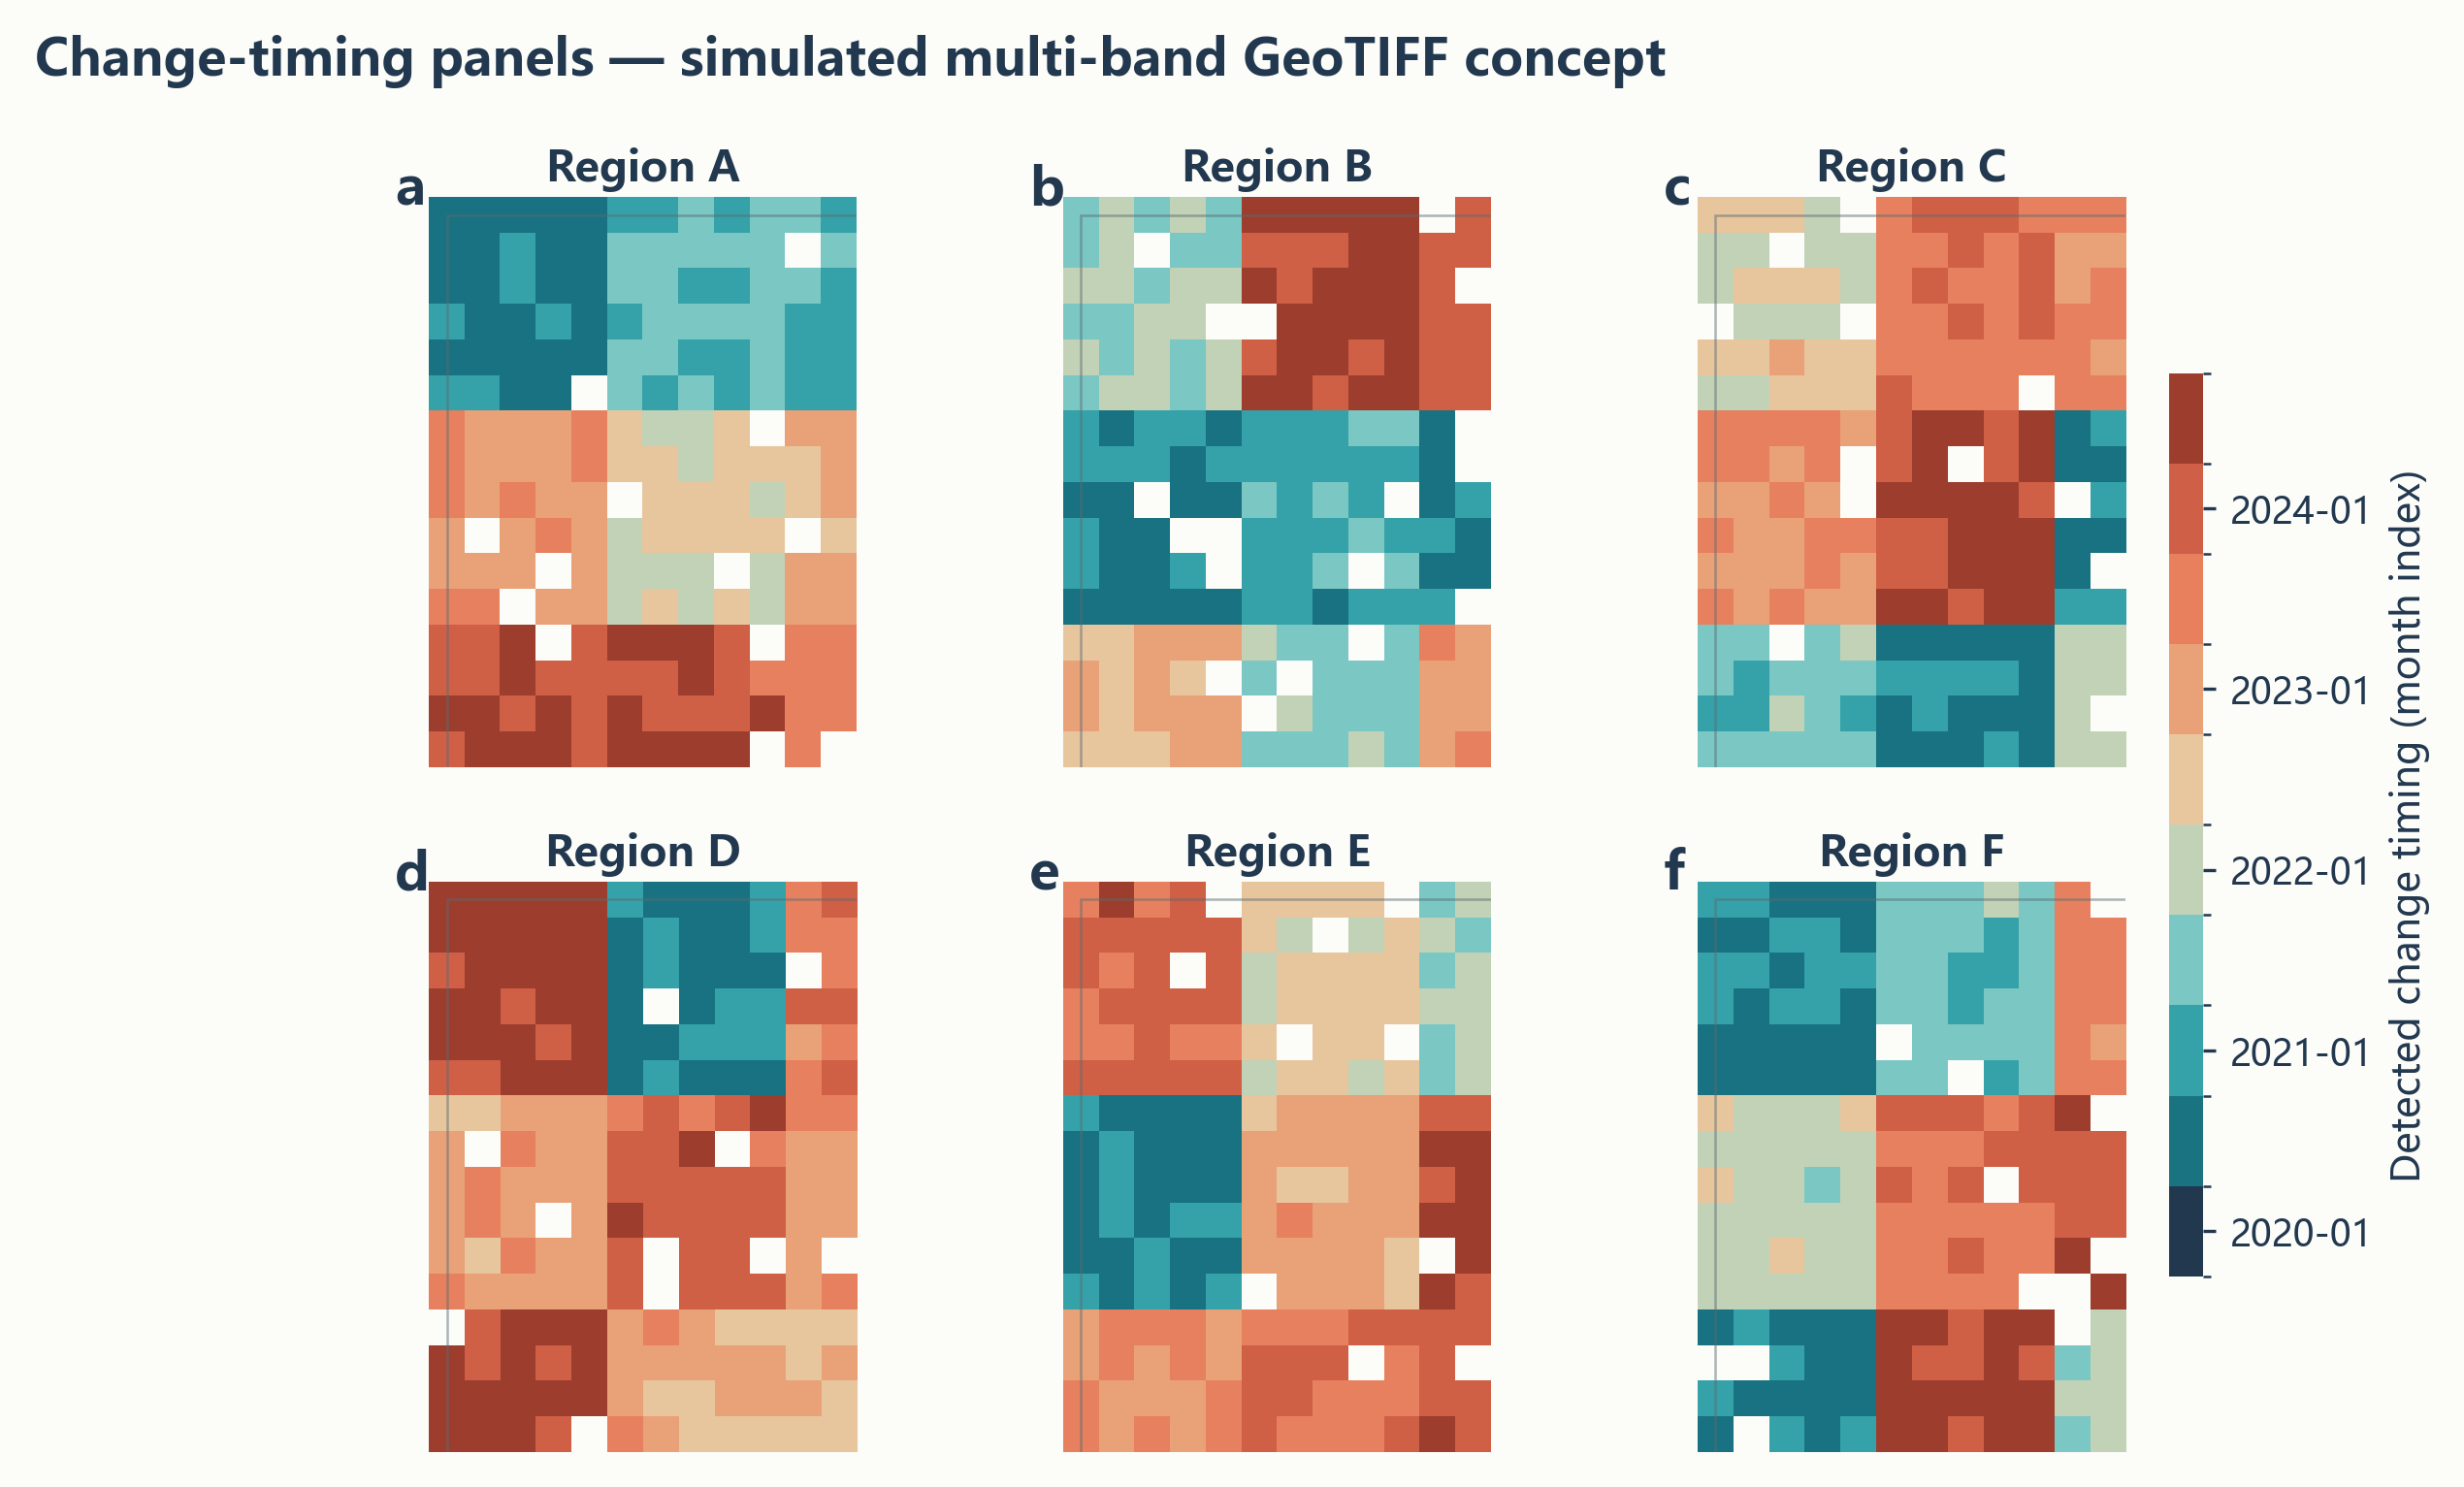 Change-timing panels — simulated multi-band GeoTIFF concept
a
Region A
b
Region B
c
Region C
d
Region D
e
Region E
f
Region F
2024-01
2023-01
2022-01
2021-01
2020-01
Detected change timing (month index)